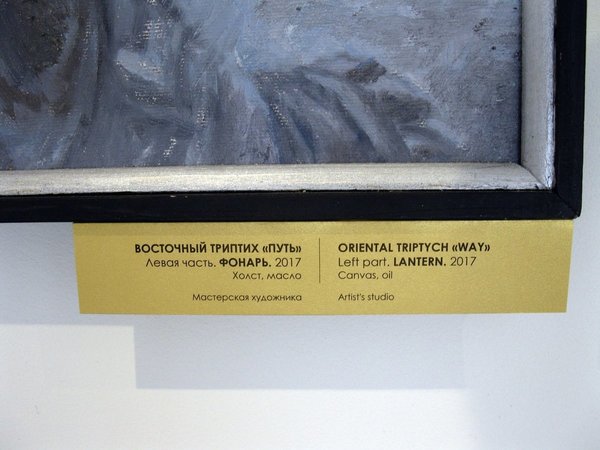 ВОСТОЧНЫЙ ТРИПТИХ «ПУТЬ»
Левая часть. ФОНАРЬ. 2017
Холст, масло
Мастерская художника
ORIENTAL TRIPTYCH «WAY»
Left part. LANTERN. 2017
Canvas, oil
Artist's studio